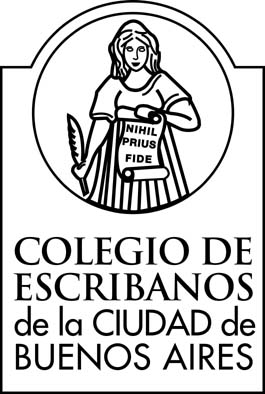 NIHIL
PRIUS
FIDE
COLEGIO DE
ESCRIBANOS
de la CIUDAD de
BUENOS AIRES